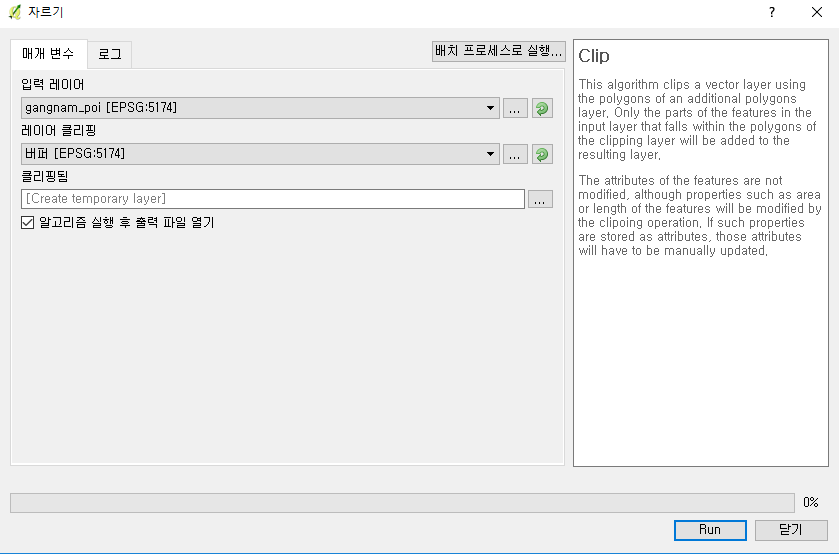 자르기
?
매개 변수
로그
배치 프로세스로 실행...
입력 레이어
gangnam_poi [EPSG:5174]
...
레이어 클리핑
버퍼 [EPSG:5174]
...
클리핑됨
[Create temporary layer]
...
알고리즘 실행 후 출력 파일 열기
Clip
This algorithm clips a vector layer using
the polygons of an additional polygons
layer. Only the parts of the features in the
input layer that falls within the polygons of
the clipping layer will be added to the
resulting layer.
The attributes of the features are not
modified, although properties such as area
or length of the features will be modified by
the clipoing operation. If such properties
are stored as attributes, those attributes
will have to be manually updated.
0%
Run
닫기